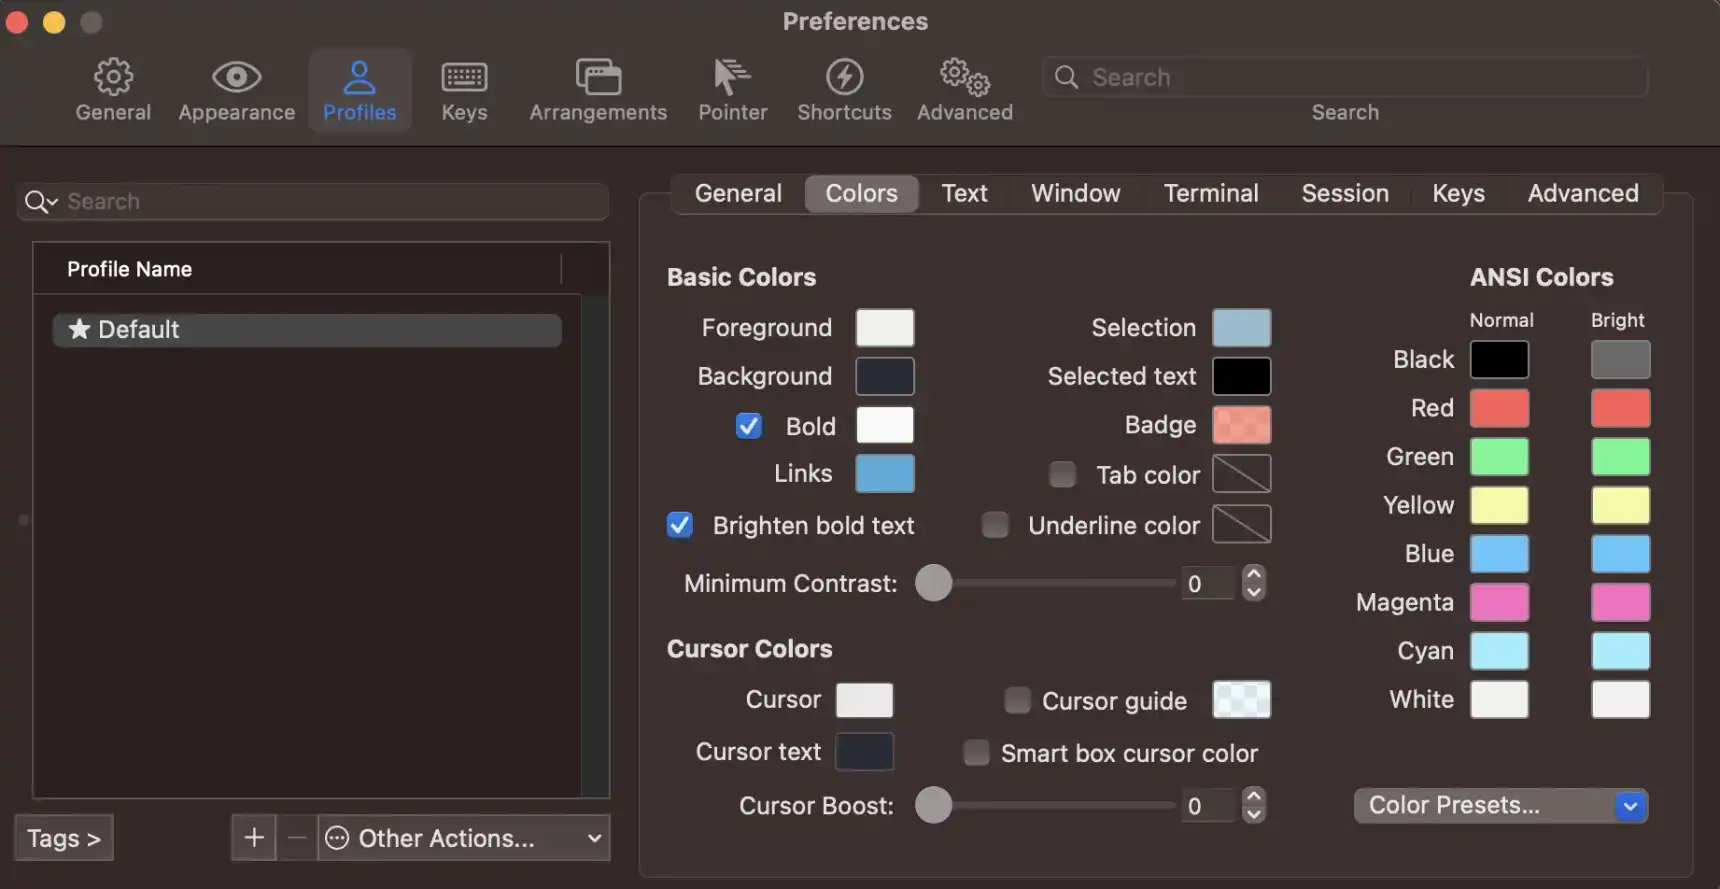 Preferences
General Appearance Profiles Keys Arrangements Pointer Shortcuts Advanced Search
Search
Search
Profile Name
★ Default
Tags >
+ − Other Actions...
General Colors Text Window Terminal Session Keys Advanced
Basic Colors
Foreground
Background
Bold
Links
Brighten bold text
Selection
Selected text
Badge
Tab color
Underline color
Minimum Contrast: 0
Cursor Colors
Cursor
Cursor text
Cursor guide
Smart box cursor color
Cursor Boost: 0
ANSI Colors
Normal Bright
Black
Red
Green
Yellow
Blue
Magenta
Cyan
White
Color Presets...